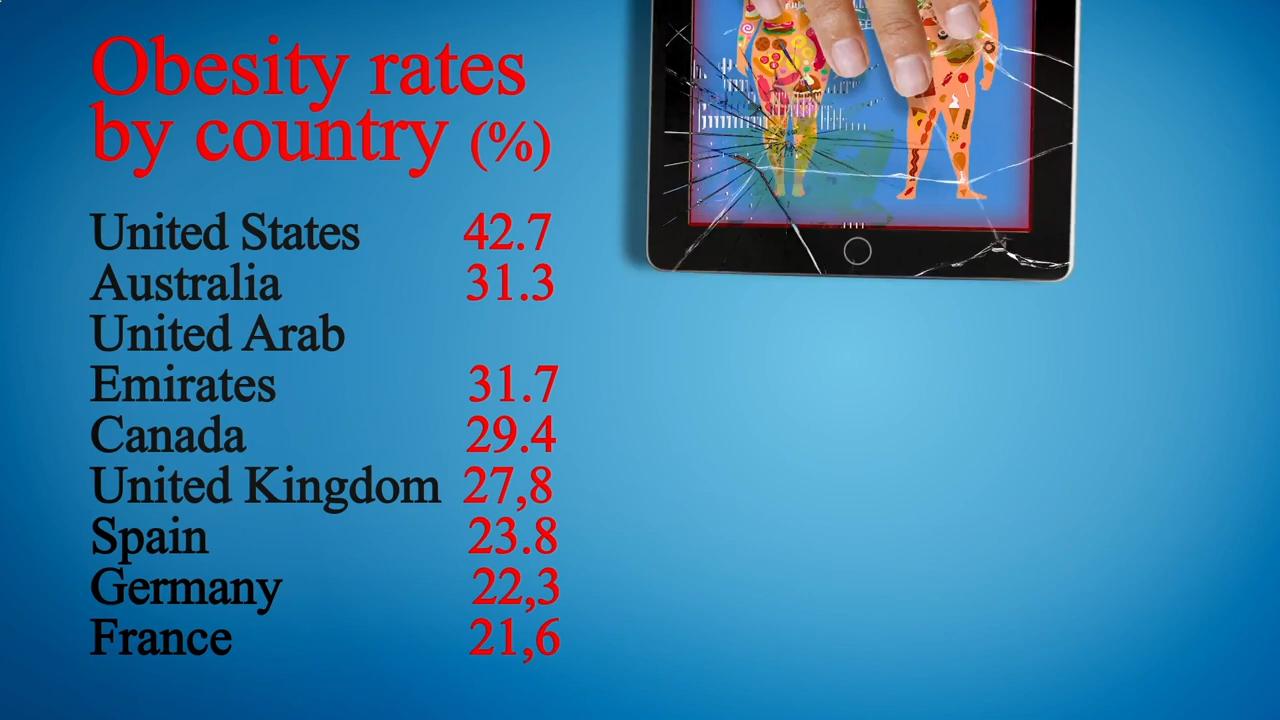 Obesity rates
by country (%)
United States 42.7
Australia 31.3
United Arab
Emirates 31.7
Canada 29.4
United Kingdom 27,8
Spain 23.8
Germany 22,3
France 21,6